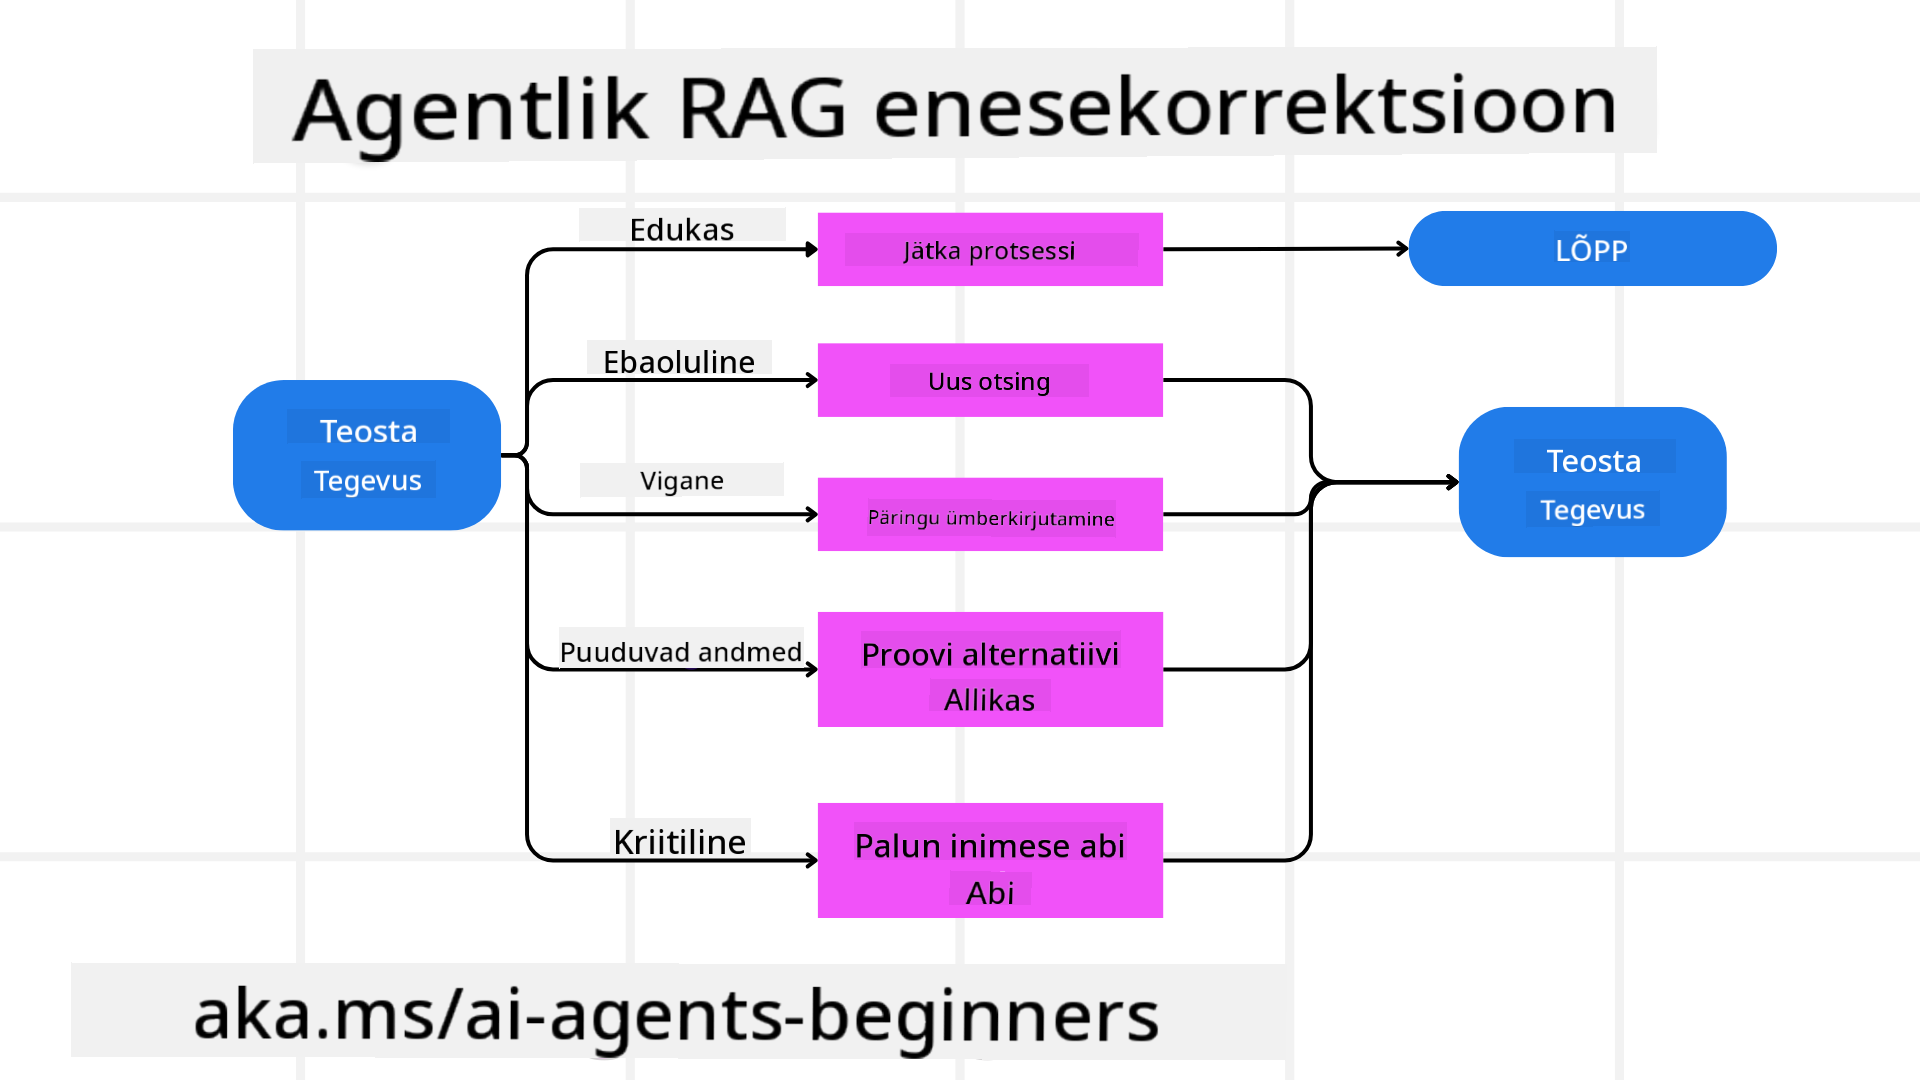 Agentlik RAG enesekorrektsioon
Edukas
Jätka protsessi
LÕPP
Ebaoluline
Uus otsing
Teosta
Tegevus
Vigane
Päringu ümberkirjutamine
Teosta
Tegevus
Puuduvad andmed
Proovi alternatiivi
Allikas
Kriitiline
Palun inimese abi
Abi
aka.ms/ai-agents-beginners